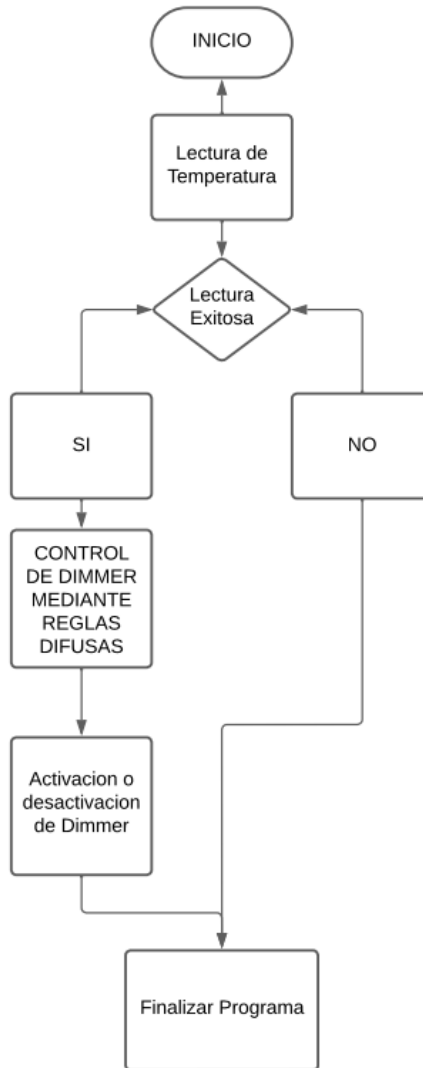 INICIO
Lectura de
Temperatura
Lectura
Exitosa
SI
NO
CONTROL
DE DIMMER
MEDIANTE
REGLAS
DIFUSAS
Activacion o
desactivacion
de Dimmer
Finalizar Programa